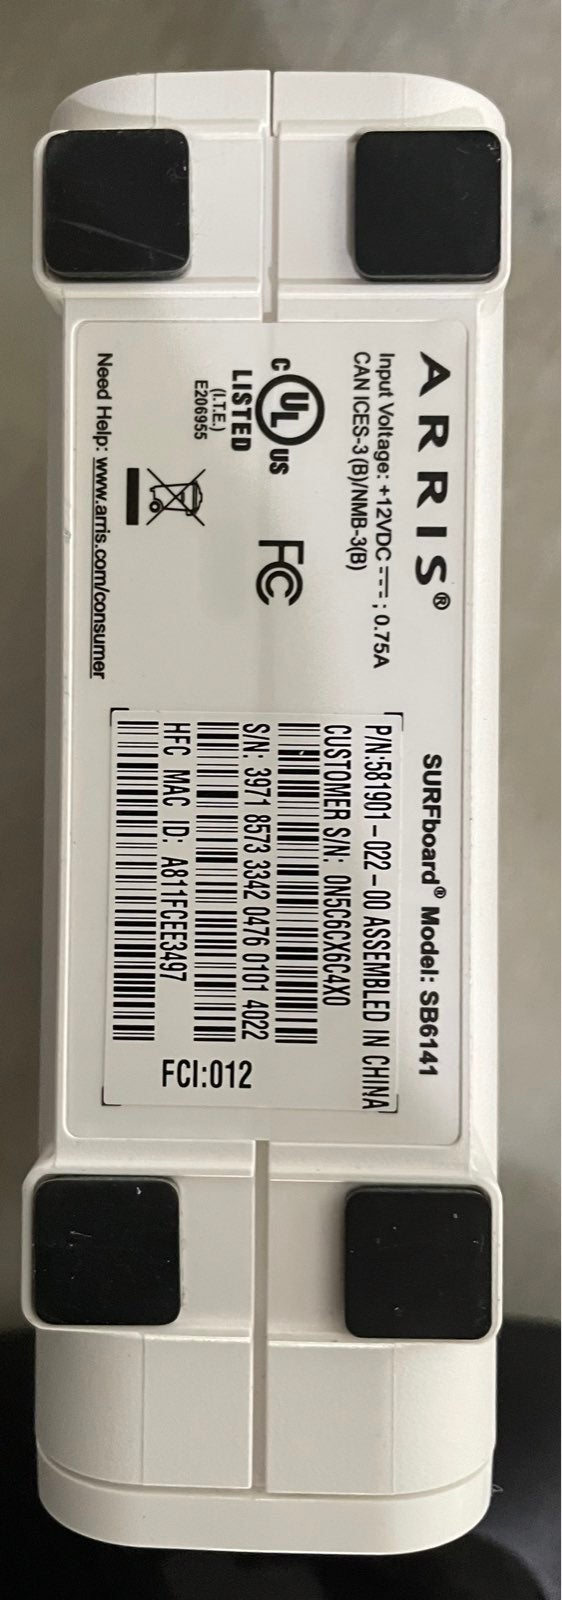 ARRIS®
SURFboard® Model: SB6141
Input Voltage: +12VDC ⎓; 0.75A
CAN ICES-3 (B)/NMB-3(B)
C UL US
LISTED
(I.T.E.)
E206955
FC
Need Help: www.arris.com/consumer
P/N:581901-022-00 ASSEMBLED IN CHINA
CUSTOMER S/N: 0N5C6CX6C4X0
S/N: 3971 8573 3342 0476 0101 4022
HFC MAC ID: A811FCEE3497
FCI:012